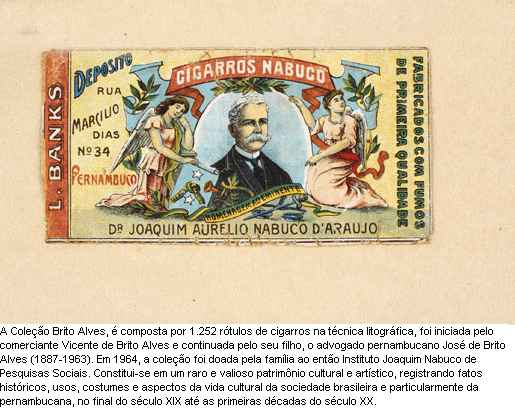 L. BANKS
DEPOSITO
RUA
MARCILIO
DIAS
Nº 34
PERNAMBUCO
CIGARROS NABUCO
HOMENAGEM AO EMINENTE
DR JOAQUIM AURELIO NABUCO D'ARAUJO
FABRICADOS COM FUMOS
DE PRIMEIRA QUALIDADE
A Coleção Brito Alves, é composta por 1.252 rótulos de cigarros na técnica litográfica, foi iniciada pelo
comerciante Vicente de Brito Alves e continuada pelo seu filho, o advogado pernambucano José de Brito
Alves (1887-1963). Em 1964, a coleção foi doada pela família ao então Instituto Joaquim Nabuco de
Pesquisas Sociais. Constitui-se em um raro e valioso patrimônio cultural e artístico, registrando fatos
históricos, usos, costumes e aspectos da vida cultural da sociedade brasileira e particularmente da
pernambucana, no final do século XIX até as primeiras décadas do século XX.